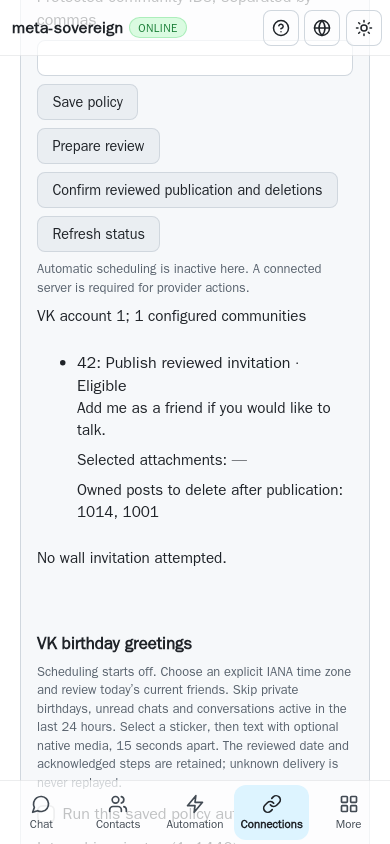 Protected community IDs, separated by
commas
meta-sovereign
ONLINE
Save policy
Prepare review
Confirm reviewed publication and deletions
Refresh status
Automatic scheduling is inactive here. A connected
server is required for provider actions.
VK account 1; 1 configured communities
• 42: Publish reviewed invitation ·
Eligible
Add me as a friend if you would like to
talk.
Selected attachments: —
Owned posts to delete after publication:
1014, 1001
No wall invitation attempted.
VK birthday greetings
Scheduling starts off. Choose an explicit IANA time zone
and review today's current friends. Skip private
birthdays, unread chats and conversations active in the
last 24 hours. Select a sticker, then text with optional
native media, 15 seconds apart. The reviewed date and
acknowledged steps are retained; unknown delivery is
never replayed.
Run this saved policy
Chat
Contacts
Automation
Connections
More